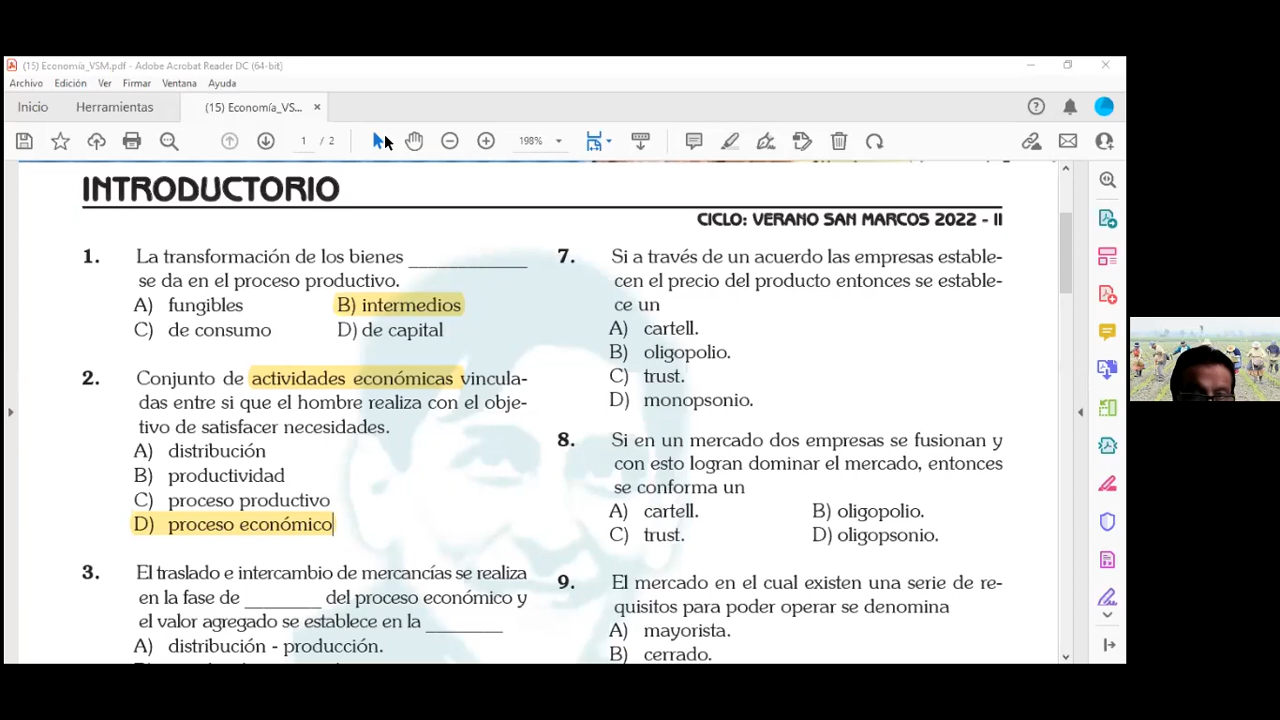 (15) Economía_VSM.pdf - Adobe Acrobat Reader DC (64-bit)
Archivo Edición Ver Firmar Ventana Ayuda
Inicio Herramientas (15) Economía_VS... ×
1 / 2 198%
INTRODUCTORIO
CICLO: VERANO SAN MARCOS 2022 - II
1. La transformación de los bienes ____________
se da en el proceso productivo.
A) fungibles B) intermedios
C) de consumo D) de capital
2. Conjunto de actividades económicas vincula-
das entre si que el hombre realiza con el obje-
tivo de satisfacer necesidades.
A) distribución
B) productividad
C) proceso productivo
D) proceso económico
3. El traslado e intercambio de mercancías se realiza
en la fase de ________ del proceso económico y
el valor agregado se establece en la ________
A) distribución - producción.
7. Si a través de un acuerdo las empresas estable-
cen el precio del producto entonces se estable-
ce un
A) cartell.
B) oligopolio.
C) trust.
D) monopsonio.
8. Si en un mercado dos empresas se fusionan y
con esto logran dominar el mercado, entonces
se conforma un
A) cartell. B) oligopolio.
C) trust. D) oligopsonio.
9. El mercado en el cual existen una serie de re-
quisitos para poder operar se denomina
A) mayorista.
B) cerrado.